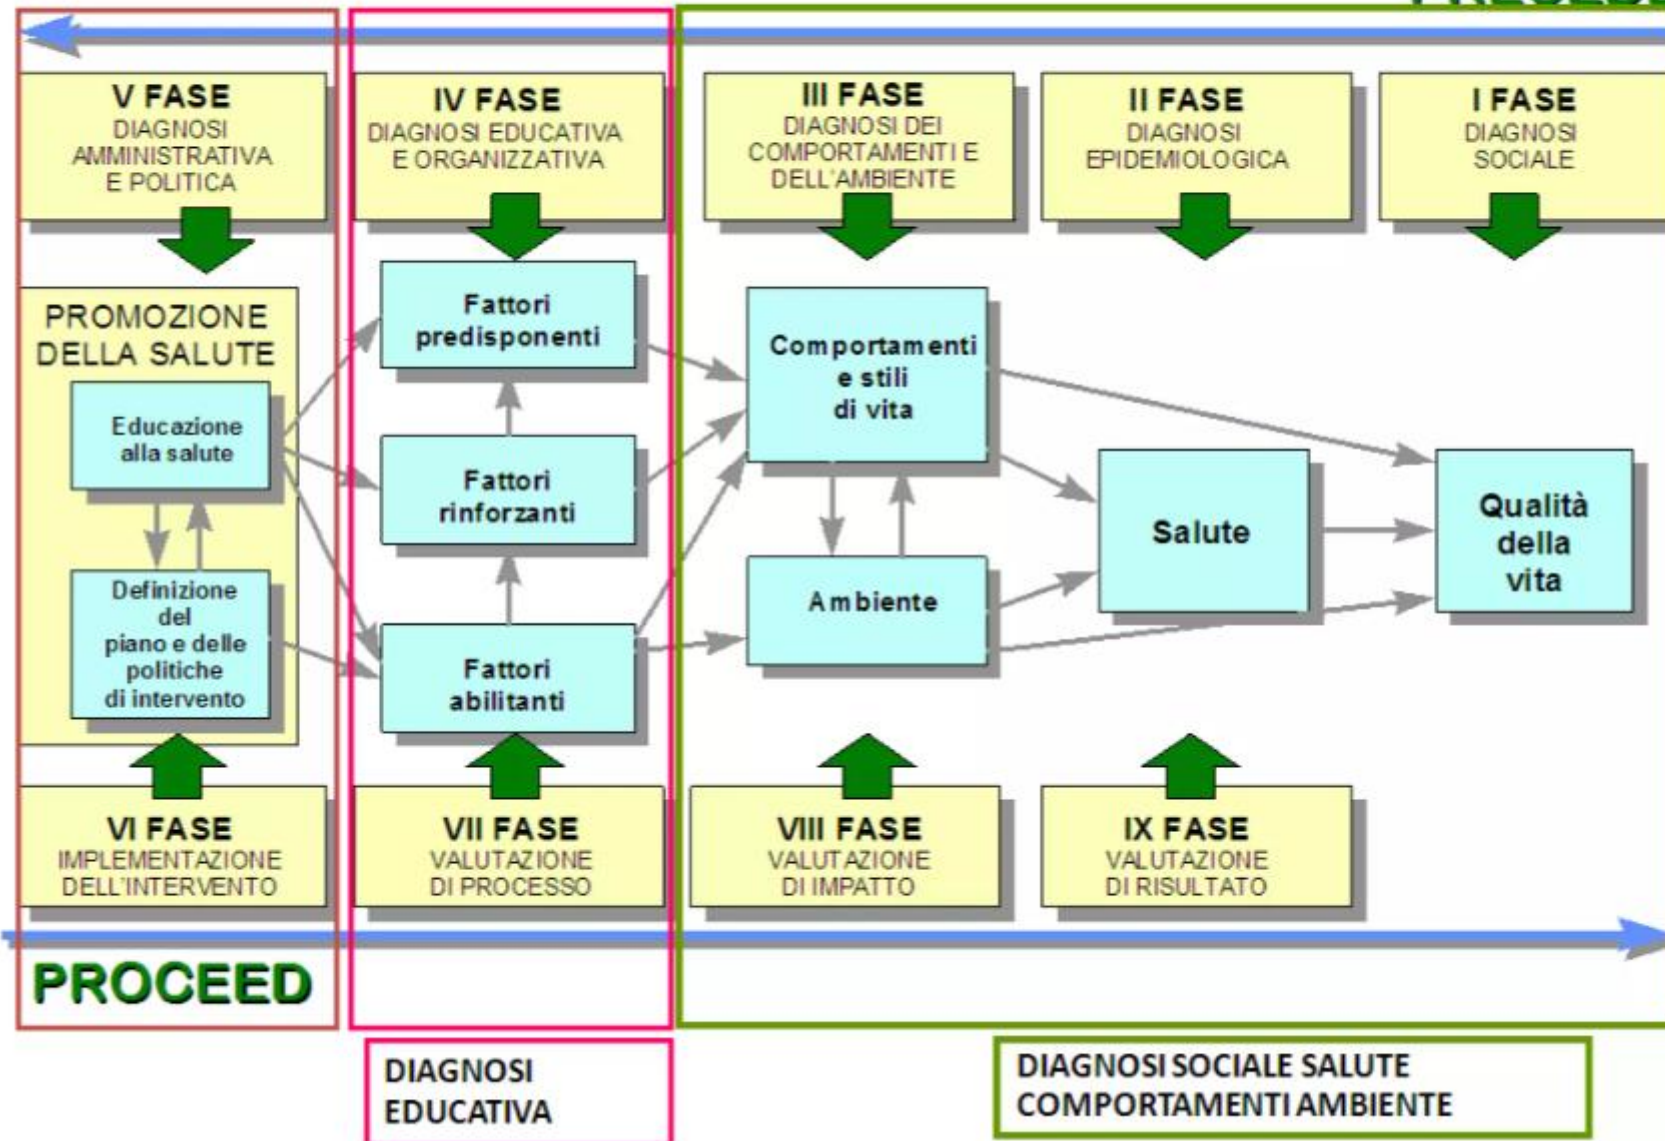 V FASE
DIAGNOSI
AMMINISTRATIVA
E POLITICA
IV FASE
DIAGNOSI EDUCATIVA
E ORGANIZZATIVA
III FASE
DIAGNOSI DEI
COMPORTAMENTI E
DELL'AMBIENTE
II FASE
DIAGNOSI
EPIDEMIOLOGICA
I FASE
DIAGNOSI
SOCIALE
PROMOZIONE
DELLA SALUTE
Educazione
alla salute
Definizione
del
piano e delle
politiche
di intervento
Fattori
predisponenti
Fattori
rinforzanti
Fattori
abilitanti
Comportamenti
e stili
di vita
Ambiente
Salute
Qualità
della
vita
VI FASE
IMPLEMENTAZIONE
DELL'INTERVENTO
VII FASE
VALUTAZIONE
DI PROCESSO
VIII FASE
VALUTAZIONE
DI IMPATTO
IX FASE
VALUTAZIONE
DI RISULTATO
PROCEED
DIAGNOSI
EDUCATIVA
DIAGNOSI SOCIALE SALUTE
COMPORTAMENTI AMBIENTE